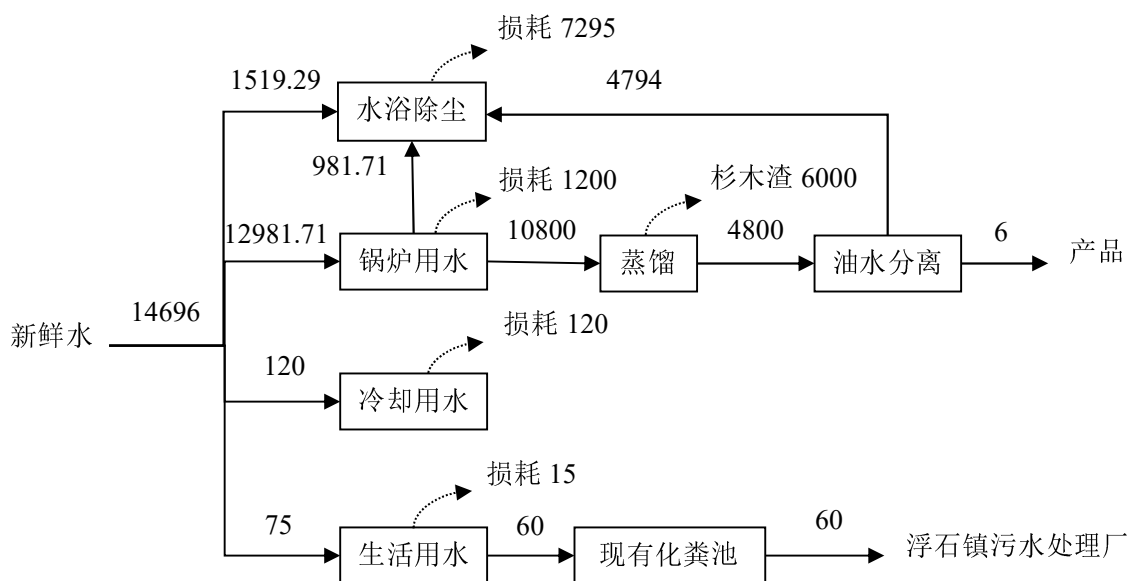 损耗 7295
1519.29
4794
水浴除尘
981.71
损耗 1200
杉木渣 6000
12981.71
锅炉用水
10800
蒸馏
4800
油水分离
6
产品
14696
新鲜水
损耗 120
120
冷却用水
损耗 15
75
生活用水
60
现有化粪池
60
浮石镇污水处理厂